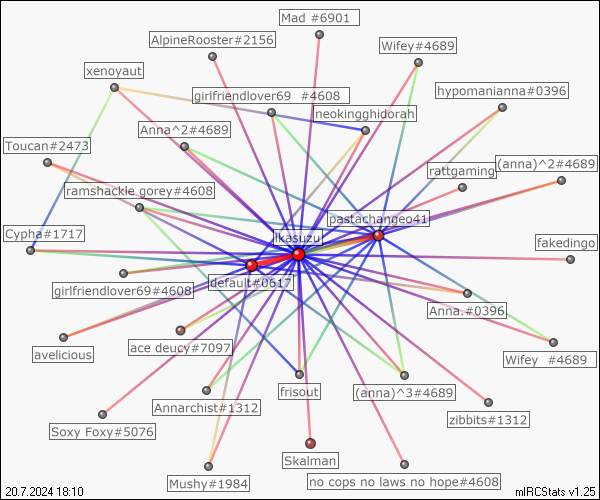 Mad #6901
AlpineRooster#2156
Wifey#4689
xenoyaut
hypomanianna#0396
girlfriendlover69 #4608
neokingghidorah
Anna^2#4689
Toucan#2473
(anna)^2#4689
rattgaming
ramshackle gorey#4608
pastachangeo41
Cypha#1717
ikasuzu
fakedingo
default#0617
girlfriendlover69#4608
Anna.#0396
avelicious
ace deucy#7097
Wifey #4689
frisout
(anna)^3#4689
Annarchist#1312
zibbits#1312
Soxy Foxy#5076
Skalman
Mushy#1984
no cops no laws no hope#4608
20.7.2024 18:10
mIRCStats v1.25